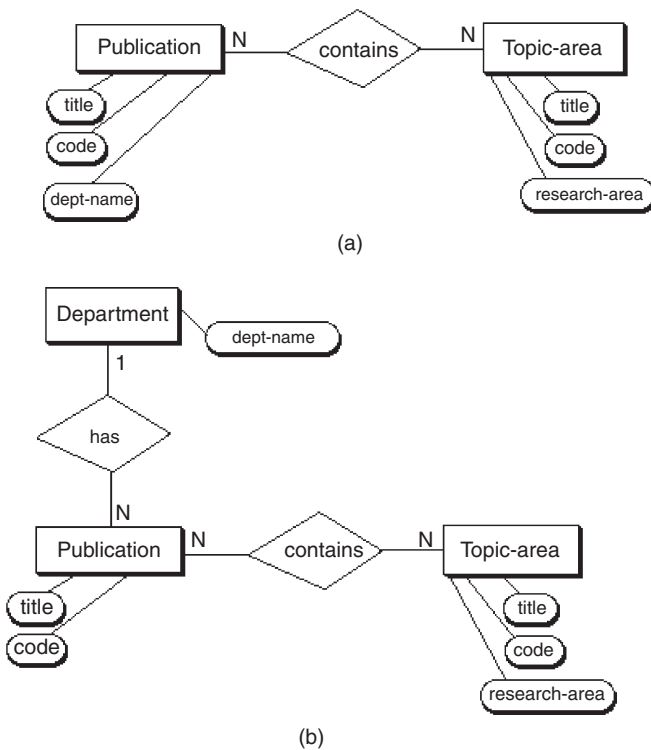 Publication N contains N Topic-area
title title
code code
dept-name research-area
(a)
Department
dept-name
1
has
N
Publication N contains N Topic-area
title title
code code
research-area
(b)